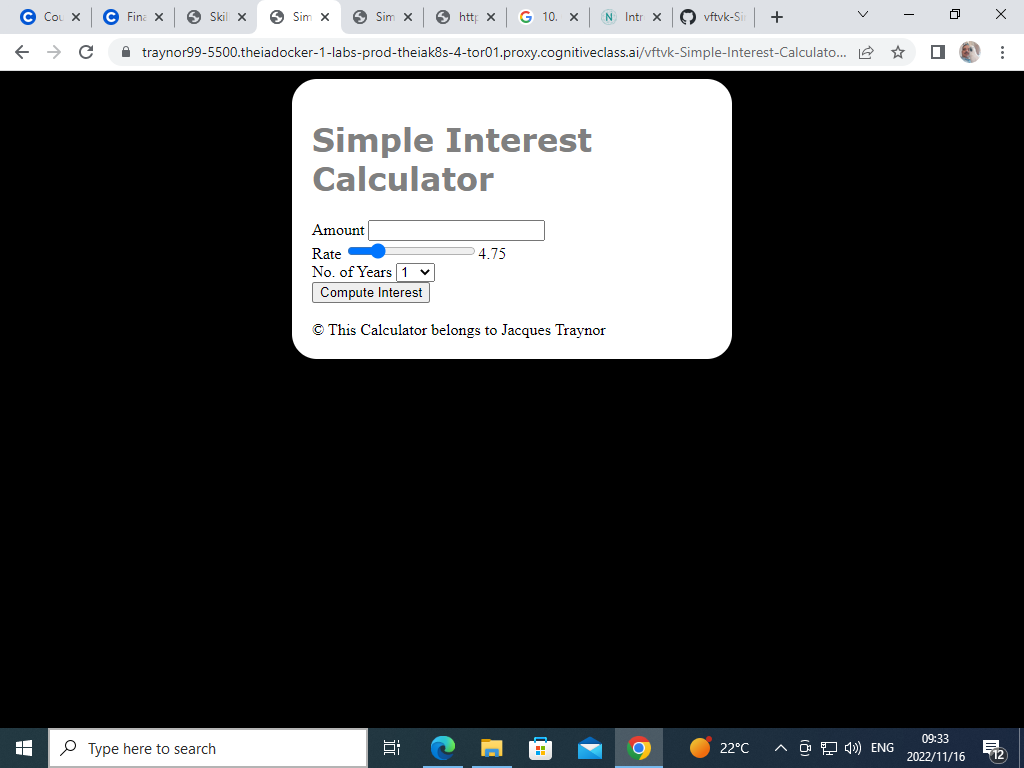 Cou
Fina
Skil
Sim
Sim
http
10.
Intr
vftvk-Si
traynor99-5500.theiadocker-1-labs-prod-theiak8s-4-tor01.proxy.cognitiveclass.ai/vftvk-Simple-Interest-Calculato...
Simple Interest
Calculator
Amount
Rate 4.75
No. of Years 1
Compute Interest
© This Calculator belongs to Jacques Traynor
Type here to search
22°C
ENG
09:33
2022/11/16
12